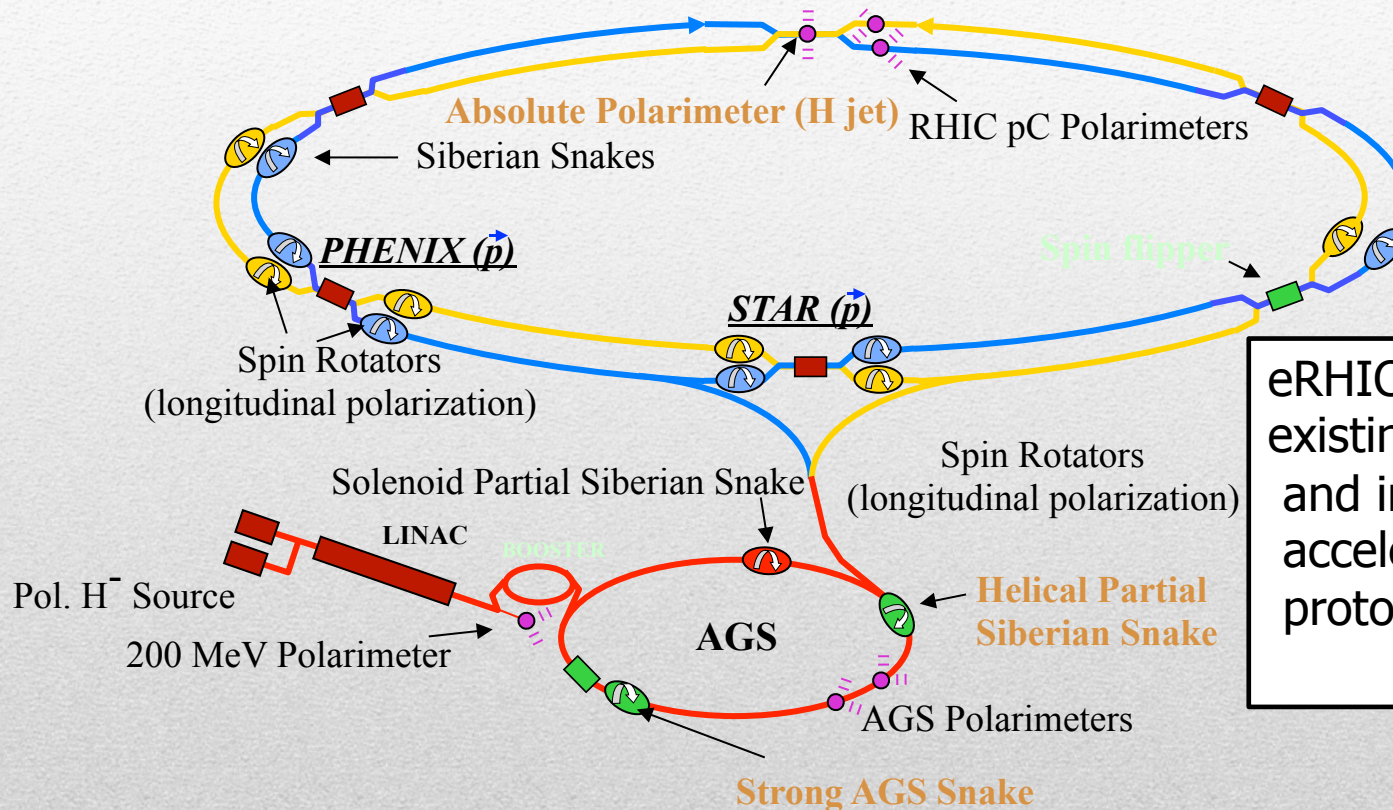 Absolute Polarimeter (H jet)
RHIC pC Polarimeters
Siberian Snakes
PHENIX (p)
Spin flipper
STAR (p)
Spin Rotators
(longitudinal polarization)
eRHIC
existin
and in
accele
proto
Spin Rotators
(longitudinal polarization)
Solenoid Partial Siberian Snake
LINAC
BOOSTER
Pol. H⁻ Source
200 MeV Polarimeter
AGS
Helical Partial
Siberian Snake
AGS Polarimeters
Strong AGS Snake